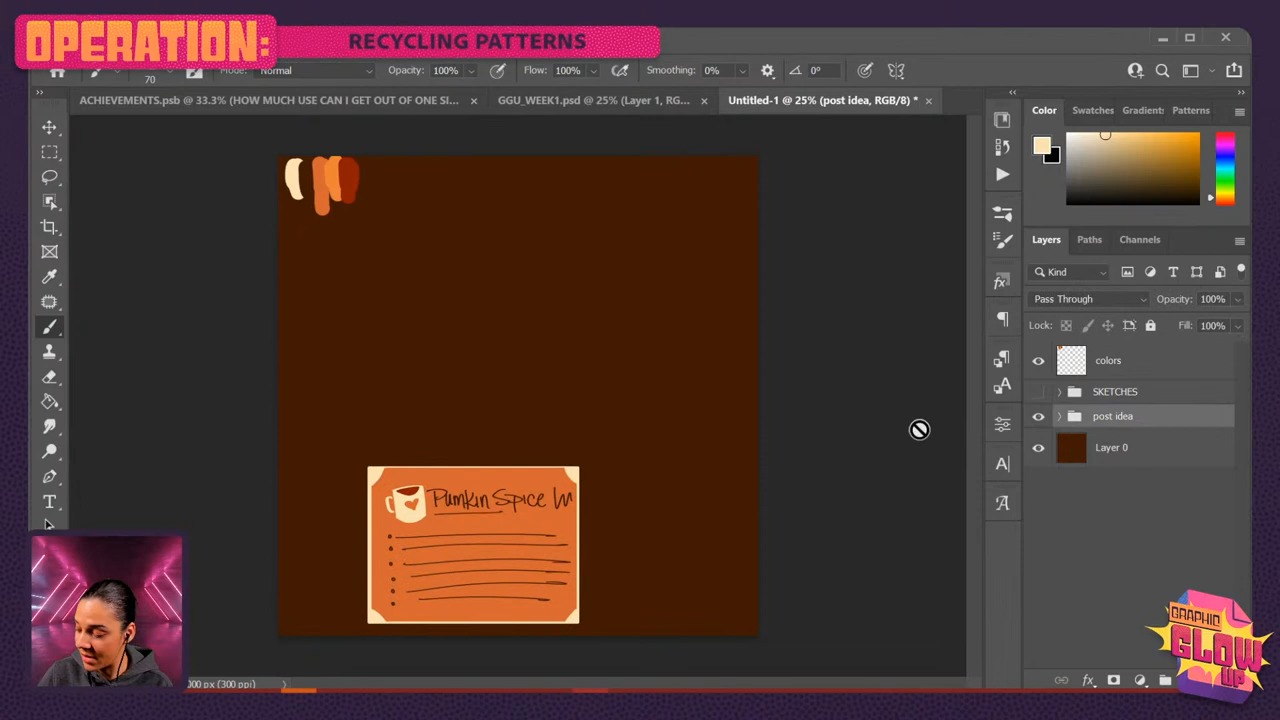 OPERATION:
RECYCLING PATTERNS
70
Mode: Normal
Opacity: 100%
Flow: 100%
Smoothing: 0%
0°
ACHIEVEMENTS.psb @ 33.3% (HOW MUCH USE CAN I GET OUT OF ONE SI...
GGU_WEEK1.psd @ 25% (Layer 1, RG...
Untitled-1 @ 25% (post idea, RGB/8) *
Color
Swatches
Gradient:
Patterns
Layers
Paths
Channels
Kind
Pass Through
Opacity: 100%
Lock:
Fill: 100%
colors
SKETCHES
post idea
Layer 0
Pumkin Spice
000 px (300 ppi)
fx
GRAPHIC
GLOW
UP